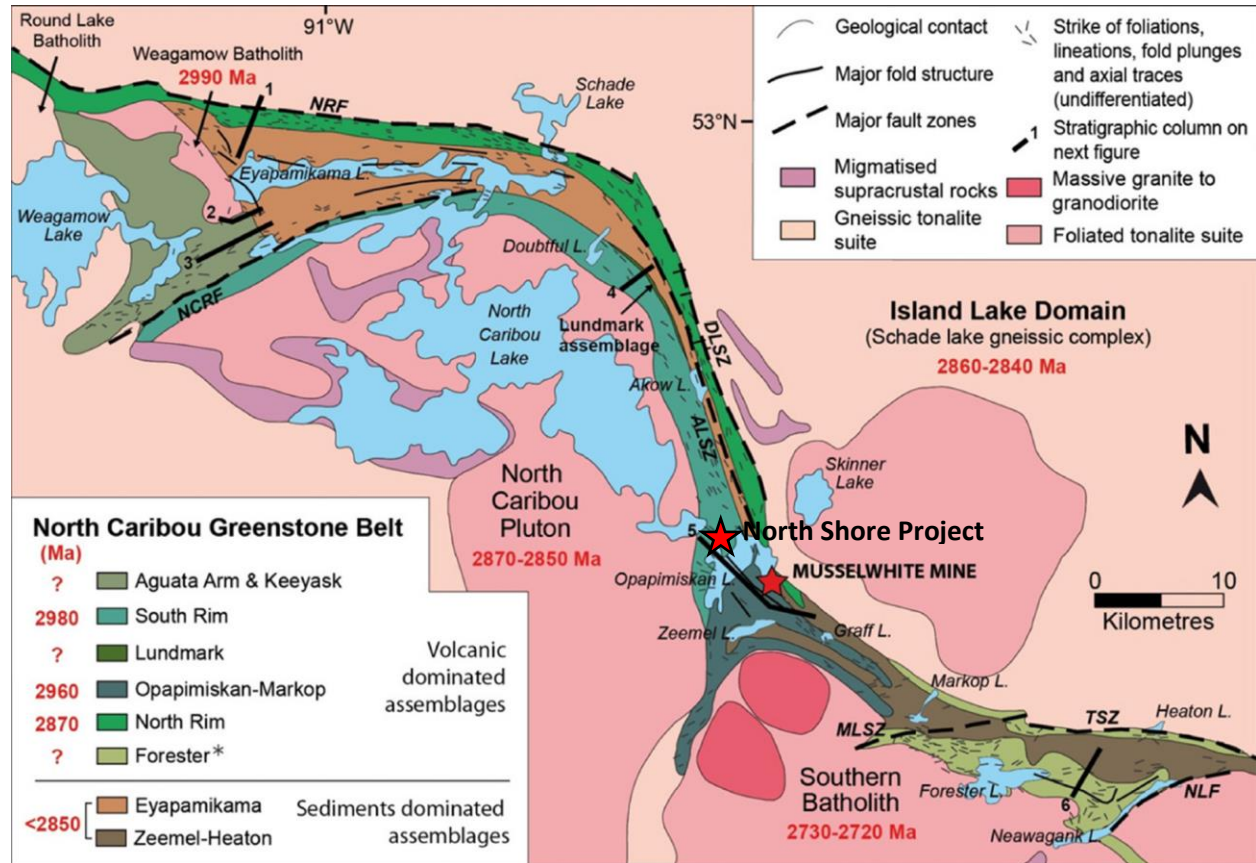 Round Lake
Batholith
91°W
Weagamow Batholith
2990 Ma
1
NRF
Schade
Lake
53°N
Eyapamikama L.
Weagamow
Lake
2
3
NCRF
Doubtful L.
4
North
Caribou
Lake
Lundmark
assemblage
DLSZ
Akow L.
ALSZ
Geological contact
Major fold structure
Major fault zones
Migmatised
supracrustal rocks
Gneissic tonalite
suite
Strike of foliations,
lineations, fold plunges
and axial traces
(undifferentiated)
1
Stratigraphic column on
next figure
Massive granite to
granodiorite
Foliated tonalite suite
Island Lake Domain
(Schade lake gneissic complex)
2860-2840 Ma
N
Skinner
Lake
North
Caribou
Pluton
2870-2850 Ma
5
North Shore Project
MUSSELWHITE MINE
Opapimiskan L.
Zeemel L.
Graff L.
0 10
Kilometres
Markop L.
MLSZ
TSZ
Heaton L.
Southern
Batholith
2730-2720 Ma
Forester L.
6
NLF
Neawagank L.
North Caribou Greenstone Belt
(Ma)
? Aguata Arm & Keeyask
2980 South Rim
? Lundmark
2960 Opapimiskan-Markop
2870 North Rim
? Forester*
Volcanic
dominated
assemblages
<2850
Eyapamikama
Zeemel-Heaton
Sediments dominated
assemblages